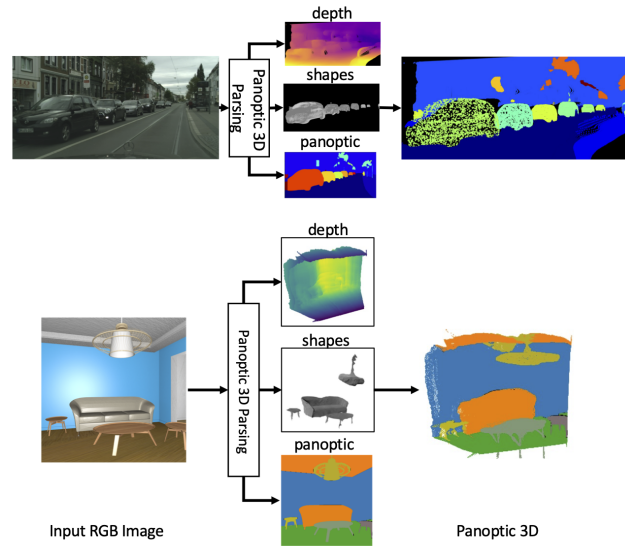 depth
Panoptic 3D
Parsing
shapes
panoptic
depth
Panoptic 3D Parsing
shapes
panoptic
Input RGB Image
Panoptic 3D